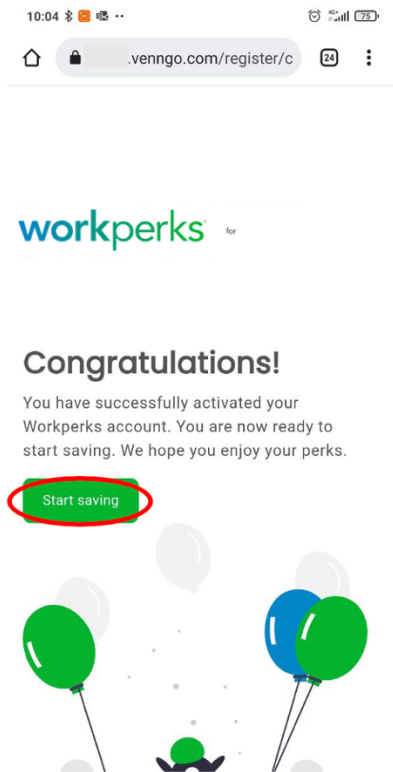 10:04
4G+
75
.venngo.com/register/c
24
workperks for
Congratulations!
You have successfully activated your
Workperks account. You are now ready to
start saving. We hope you enjoy your perks.
Start saving